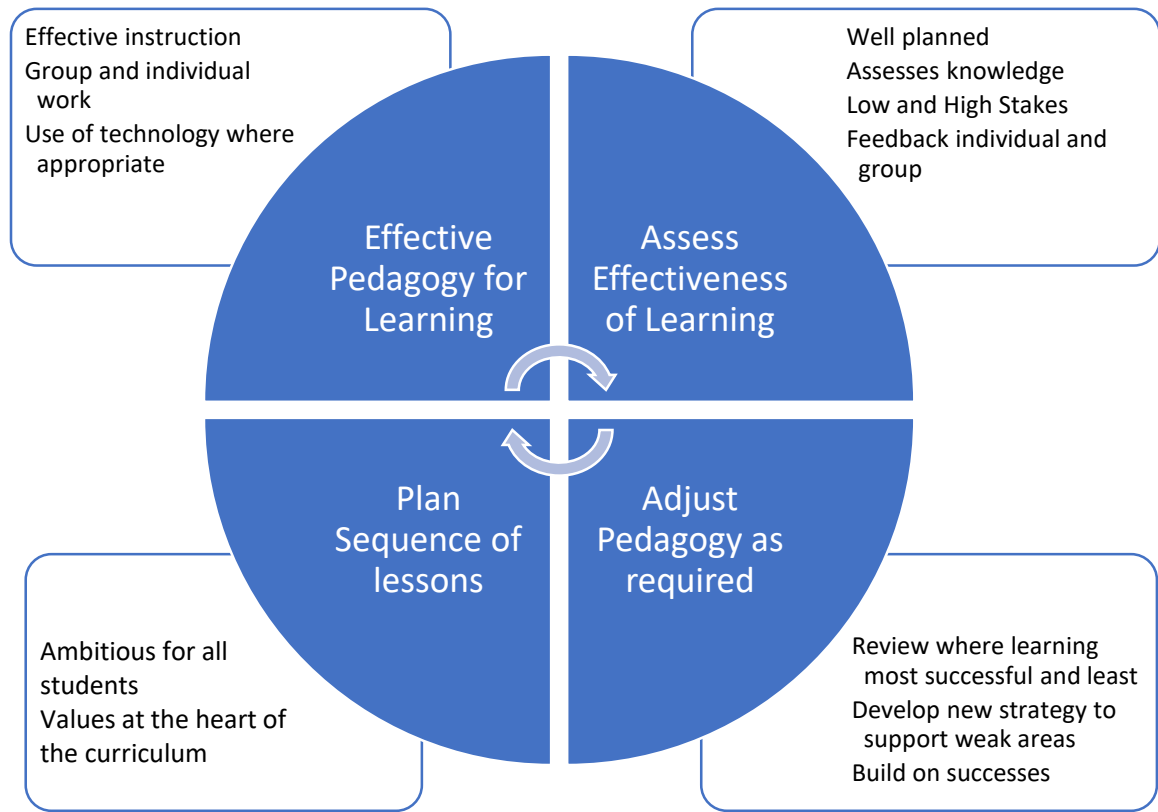 Effective instruction
Group and individual
work
Use of technology where
appropriate
Well planned
Assesses knowledge
Low and High Stakes
Feedback individual and
group
Effective
Pedagogy for
Learning
Assess
Effectiveness
of Learning
Plan
Sequence of
lessons
Adjust
Pedagogy as
required
Ambitious for all
students
Values at the heart of
the curriculum
Review where learning
most successful and least
Develop new strategy to
support weak areas
Build on successes